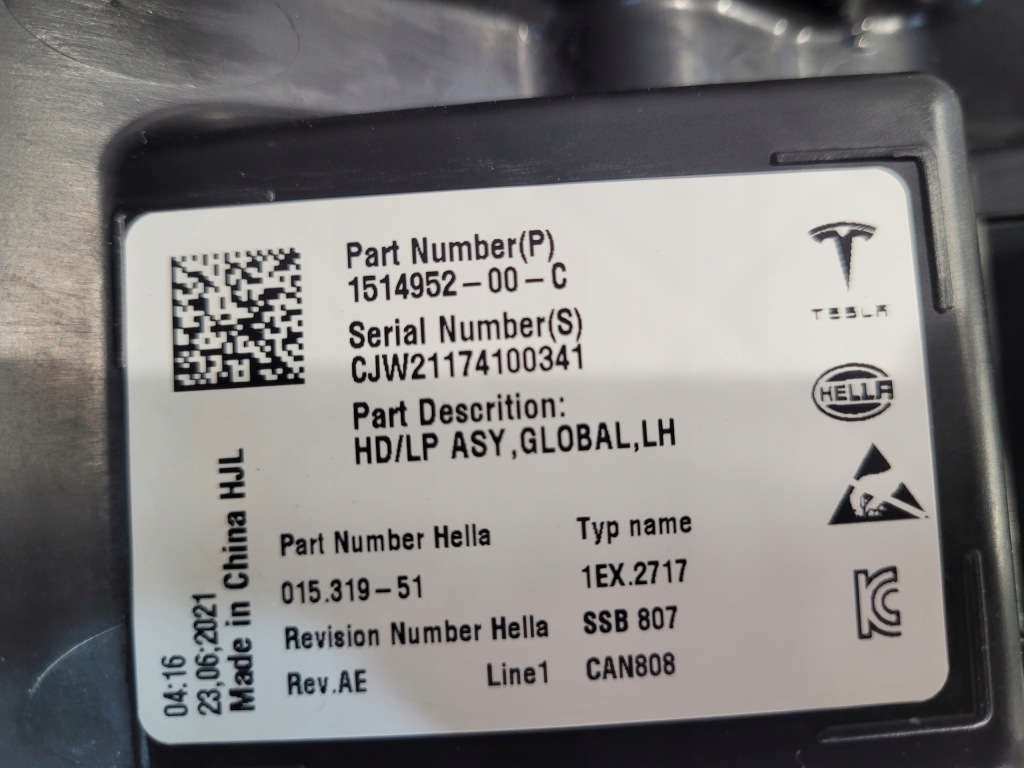 Part Number(P)
1514952-00-C
Serial Number(S)
CJW21174100341
Part Descrition:
HD/LP ASY,GLOBAL,LH
TESLA
HELLA
Part Number Hella
Typ name
015.319-51
1EX.2717
Revision Number Hella
SSB 807
Rev.AE
Line1
CAN808
04:16
23,06;2021
Made in China HJL
KC